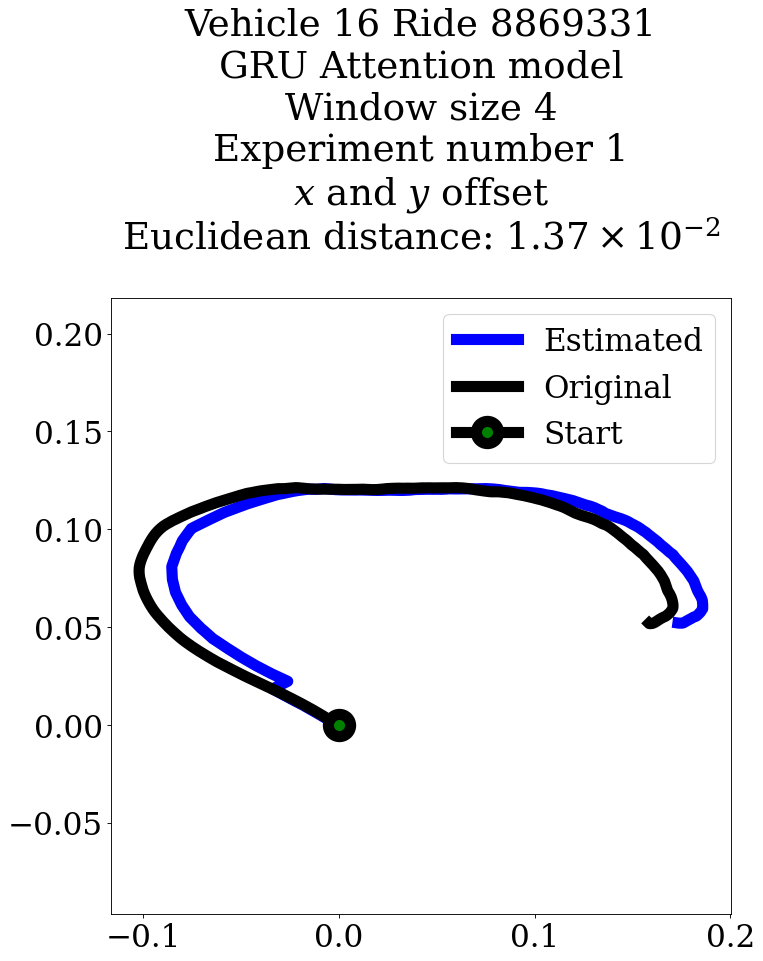 Vehicle 16 Ride 8869331
GRU Attention model
Window size 4
Experiment number 1
x and y offset
Euclidean distance: 1.37 × 10⁻²
Estimated
Original
Start
0.20
0.15
0.10
0.05
0.00
−0.05
−0.1
0.0
0.1
0.2